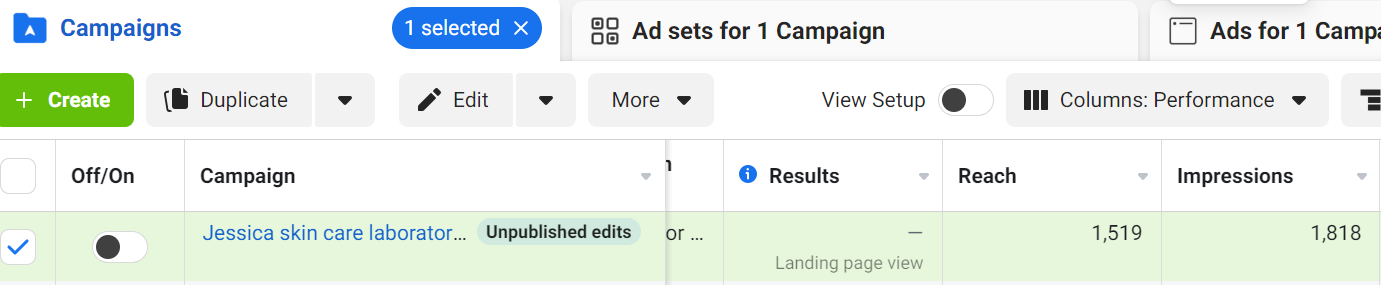 Campaigns 1 selected Ad sets for 1 Campaign Ads for 1 Campa
+ Create Duplicate Edit More View Setup Columns: Performance
Off/On Campaign Results Reach Impressions
Jessica skin care laborator... Unpublished edits or ... — 1,519 1,818
Landing page view